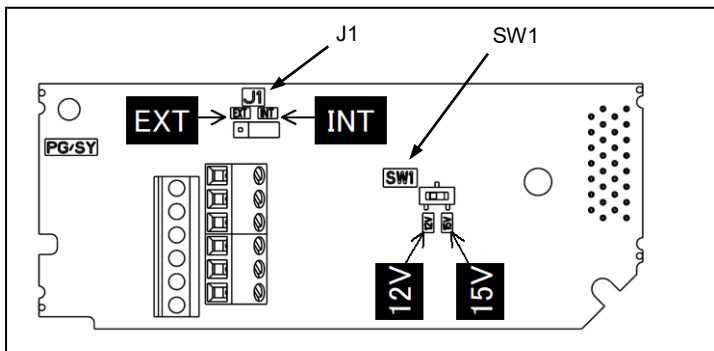 J1
SW1
J1
EXT INT
EXT
INT
PG/SY
SW1
12V 15V
12V
15V